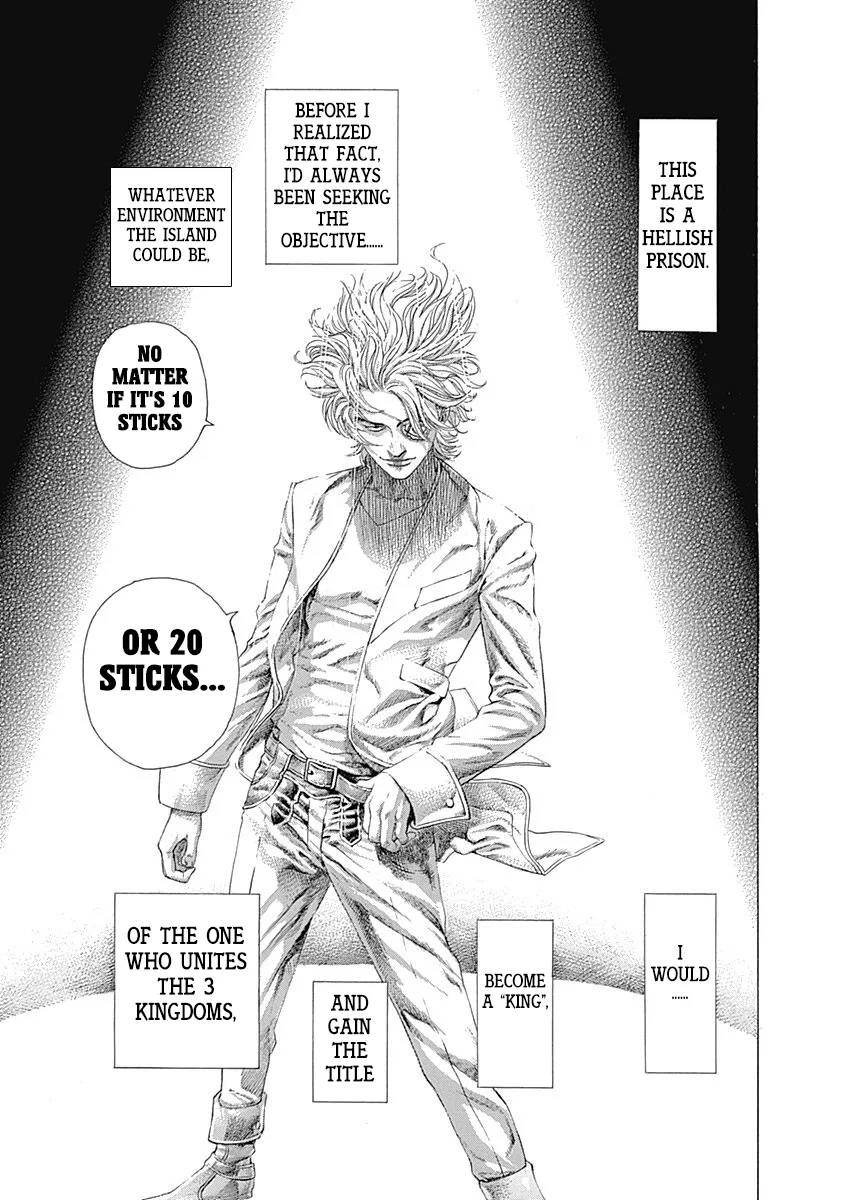 THIS
PLACE
IS A
HELLISH
PRISON.
BEFORE I
REALIZED
THAT FACT,
I'D ALWAYS
BEEN SEEKING
THE
OBJECTIVE......
WHATEVER
ENVIRONMENT
THE ISLAND
COULD BE,
NO
MATTER
IF IT'S 10
STICKS
OR 20
STICKS...
I
WOULD
......
BECOME
A “KING”,
AND
GAIN
THE
TITLE
OF THE ONE
WHO UNITES
THE 3
KINGDOMS,